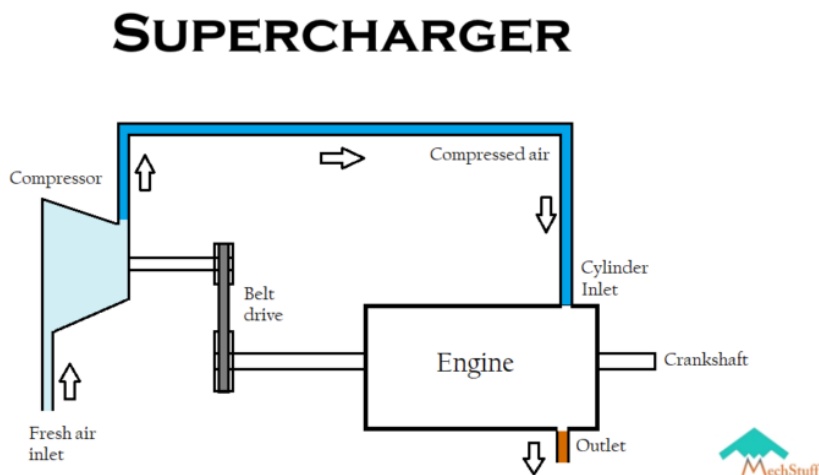 SUPERCHARGER
Compressor
Compressed air
Belt
drive
Cylinder
Inlet
Engine
Crankshaft
Fresh air
inlet
Outlet
MechStuff